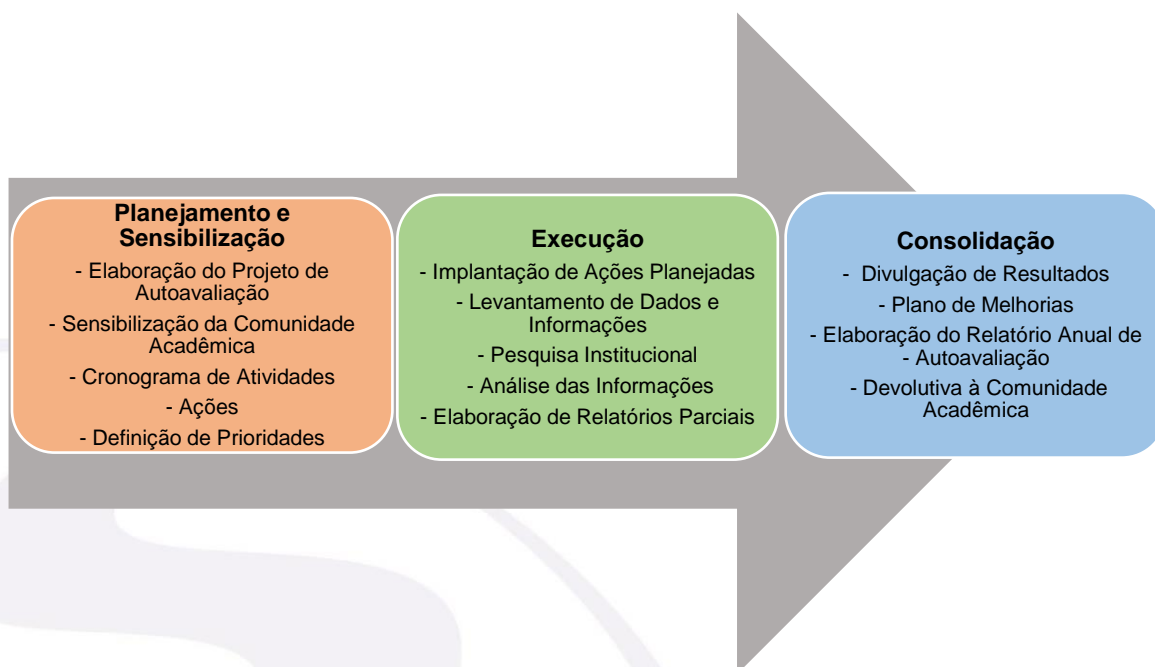 Planejamento e
Sensibilização
- Elaboração do Projeto de
Autoavaliação
- Sensibilização da Comunidade
Acadêmica
- Cronograma de Atividades
- Ações
- Definição de Prioridades
Execução
- Implantação de Ações Planejadas
- Levantamento de Dados e
Informações
- Pesquisa Institucional
- Análise das Informações
- Elaboração de Relatórios Parciais
Consolidação
- Divulgação de Resultados
- Plano de Melhorias
- Elaboração do Relatório Anual de
- Autoavaliação
- Devolutiva à Comunidade
Acadêmica